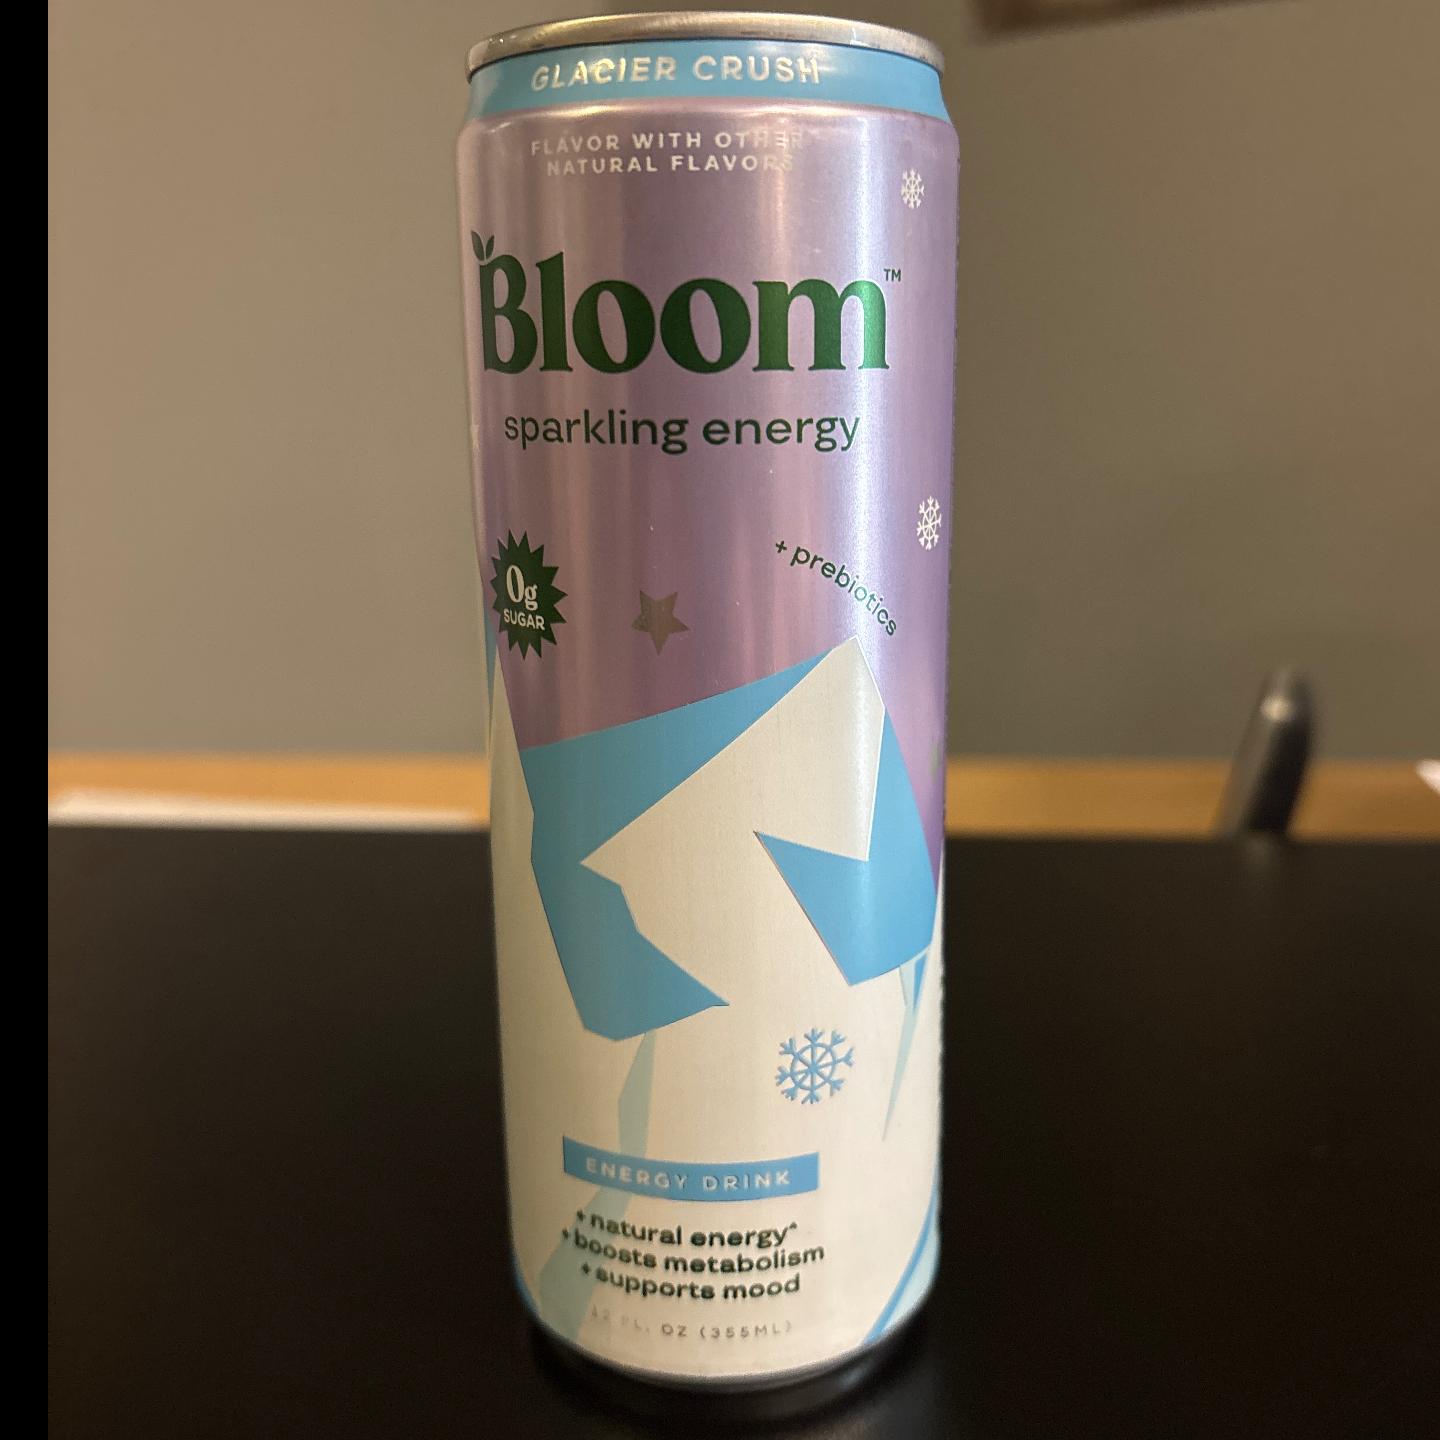 GLACIER CRUSH
FLAVOR WITH OTHER
NATURAL FLAVORS
Bloom™
sparkling energy
+ prebiotics
0g
SUGAR
ENERGY DRINK
+natural energy*
+boosts metabolism
+supports mood
12 FL. OZ (355ML)